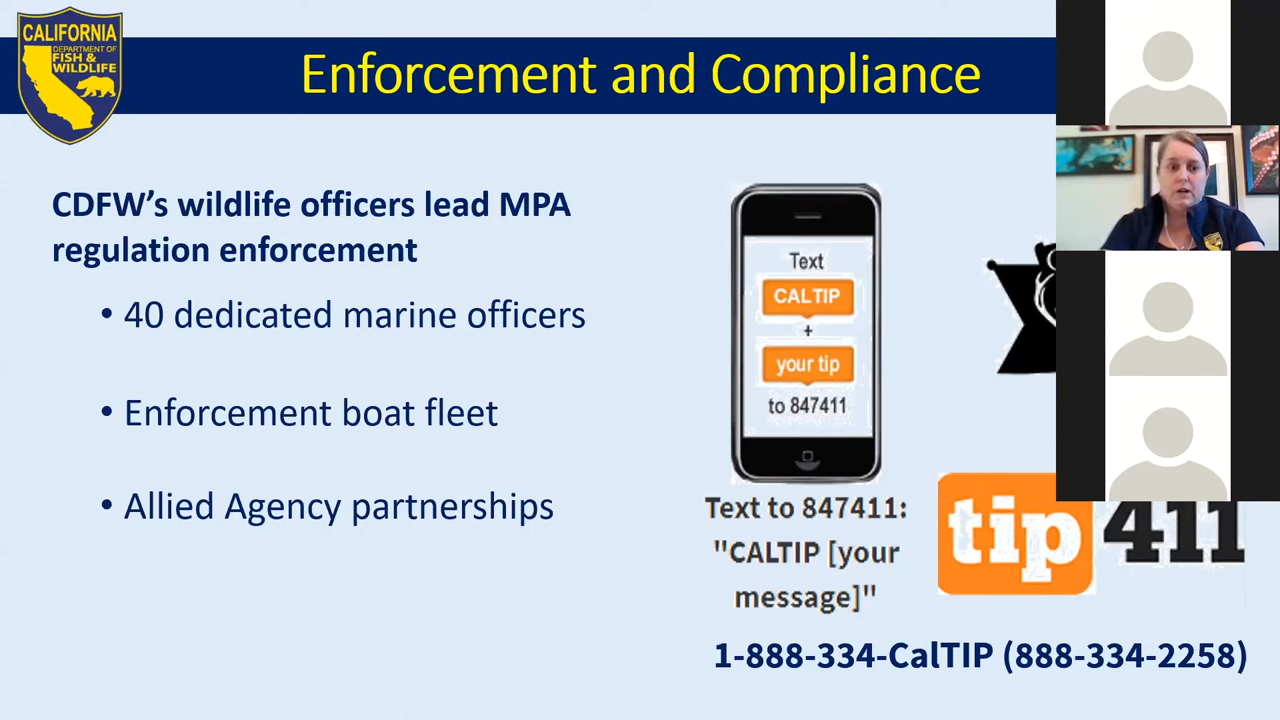 CALIFORNIA
DEPARTMENT OF
FISH &
WILDLIFE
Enforcement and Compliance
CDFW’s wildlife officers lead MPA
regulation enforcement
• 40 dedicated marine officers
• Enforcement boat fleet
• Allied Agency partnerships
Text
CALTIP
+
your tip
to 847411
Text to 847411:
"CALTIP [your
message]"
tip 411
1-888-334-CalTIP (888-334-2258)